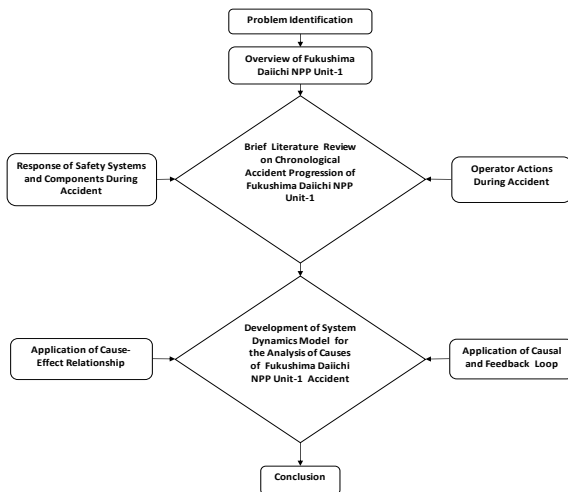 Problem Identification
Overview of Fukushima
Daiichi NPP Unit-1
Brief Literature Review
on Chronological
Accident Progression of
Fukushima Daiichi NPP
Unit-1
Response of Safety Systems
and Components During
Accident
Operator Actions
During Accident
Development of System
Dynamics Model for
the Analysis of Causes
of Fukushima Daiichi
NPP Unit-1 Accident
Application of Cause-
Effect Relationship
Application of Causal
and Feedback Loop
Conclusion